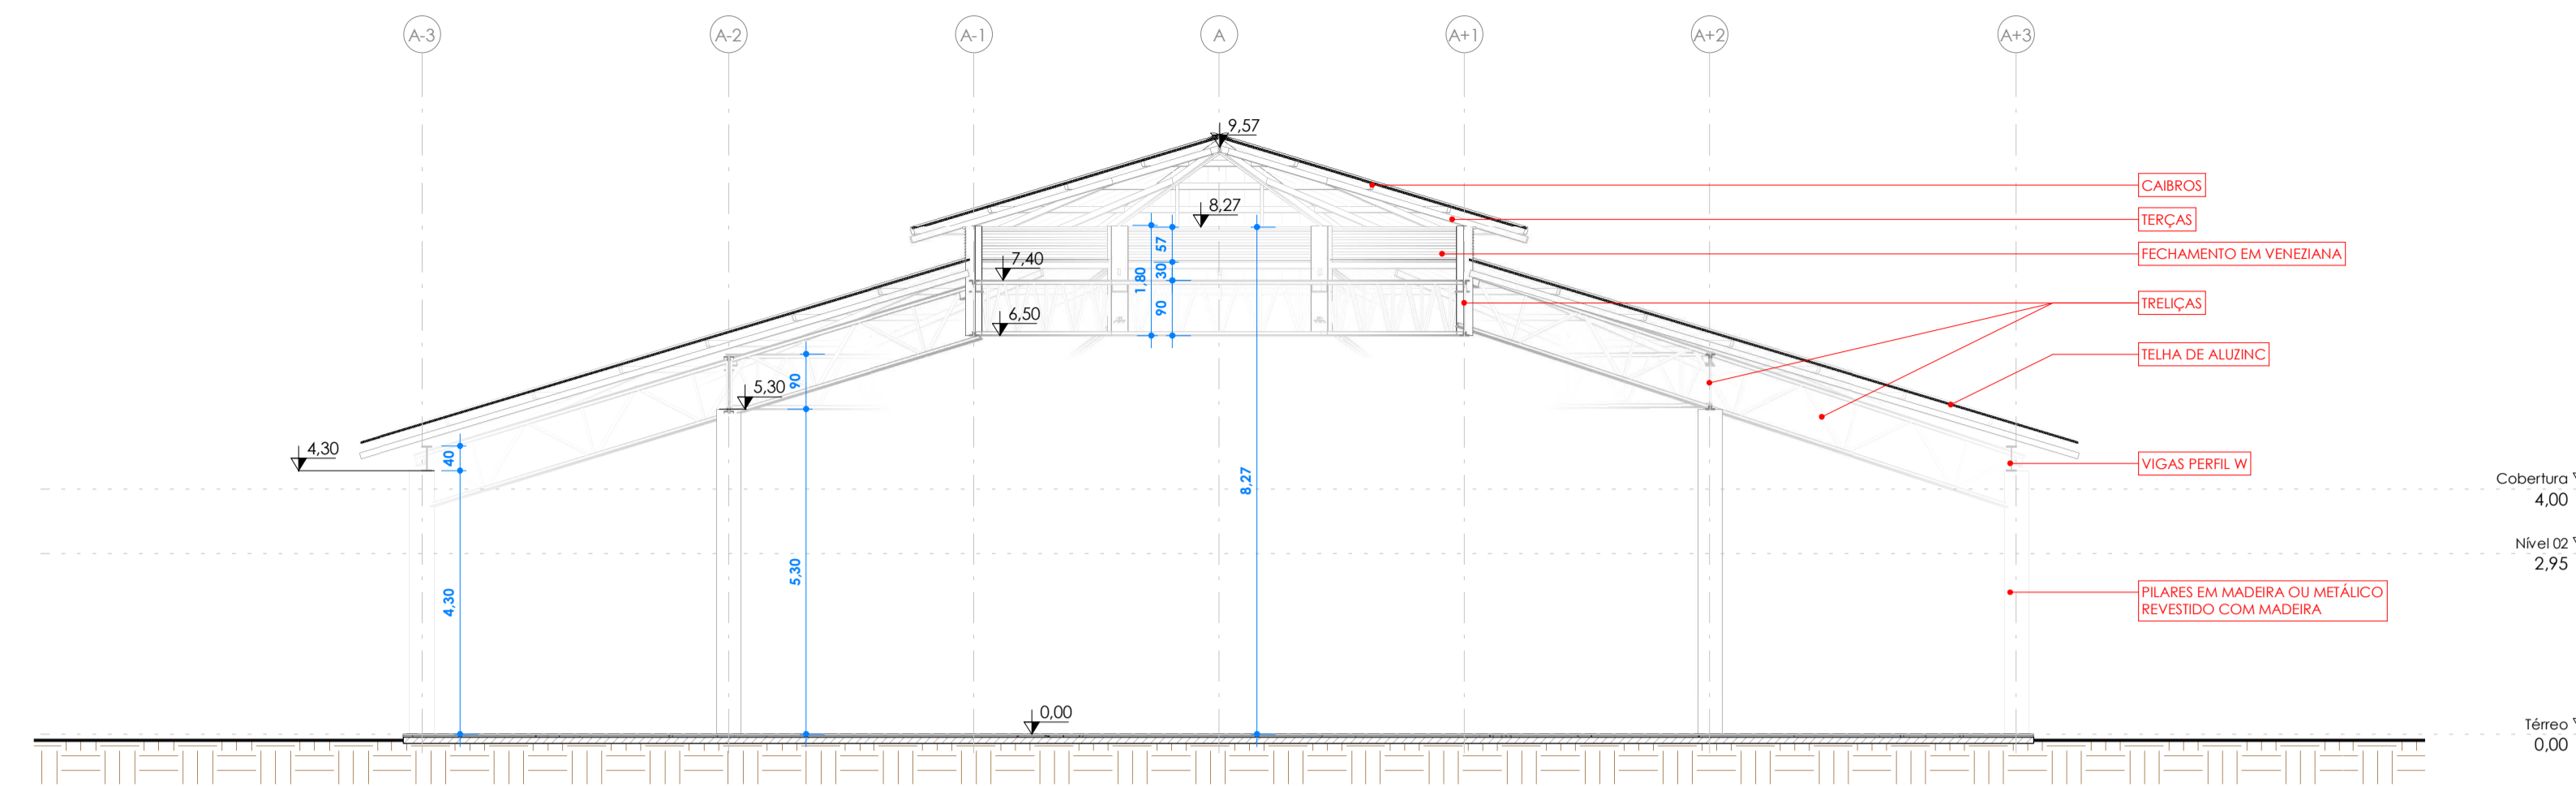 A-3
A-2
A-1
A
A+1
A+2
A+3
9,57
CAIBROS
8,27
TERÇAS
57
FECHAMENTO EM VENEZIANA
7,40
30
1,80
TRELIÇAS
90
6,50
TELHA DE ALUZINC
90
5,30
4,30
40
VIGAS PERFIL W
8,27
Cobertura
4,00
Nível 02
2,95
5,30
4,30
PILARES EM MADEIRA OU METÁLICO
REVESTIDO COM MADEIRA
0,00
Térreo
0,00